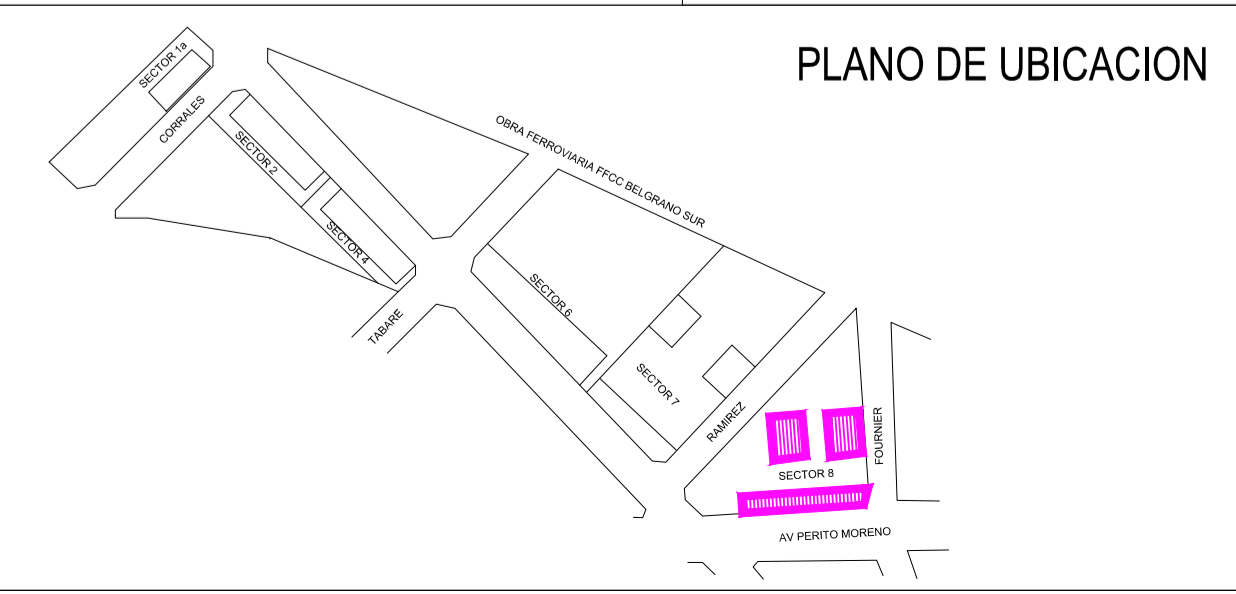 PLANO DE UBICACION
SECTOR 1a
CORRALES
SECTOR 2
SECTOR 4
TABARE
OBRA FERROVIARIA FFCC BELGRANO SUR
SECTOR 6
SECTOR 7
RAMIREZ
FOURNIER
SECTOR 8
AV PERITO MORENO